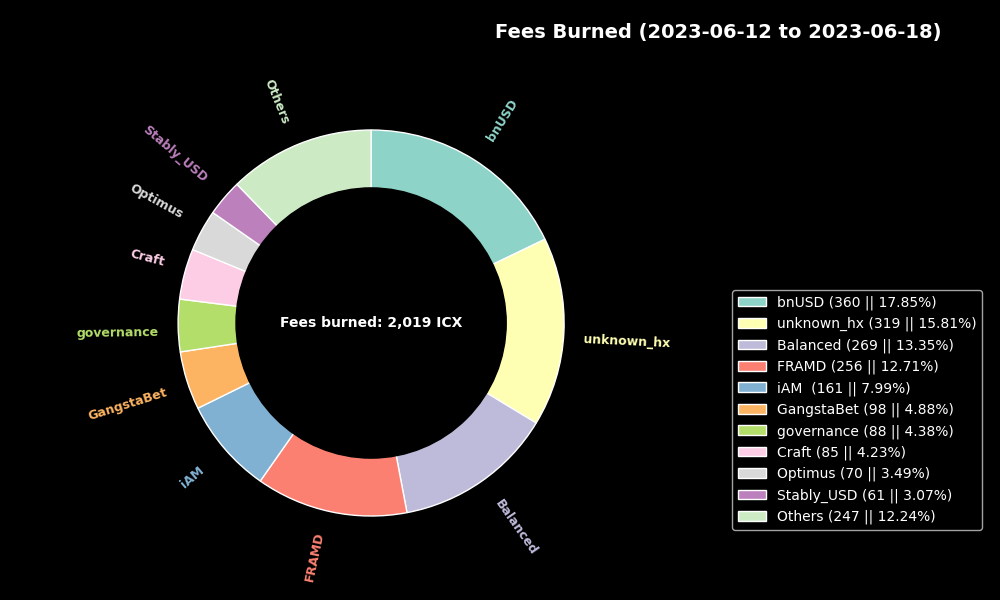 Fees Burned (2023-06-12 to 2023-06-18)
Others
bnUSD
Stably_USD
Optimus
Craft
governance
GangstaBet
iAM
FRAMD
Balanced
unknown_hx
Fees burned: 2,019 ICX
bnUSD (360 || 17.85%)
unknown_hx (319 || 15.81%)
Balanced (269 || 13.35%)
FRAMD (256 || 12.71%)
iAM  (161 || 7.99%)
GangstaBet (98 || 4.88%)
governance (88 || 4.38%)
Craft (85 || 4.23%)
Optimus (70 || 3.49%)
Stably_USD (61 || 3.07%)
Others (247 || 12.24%)